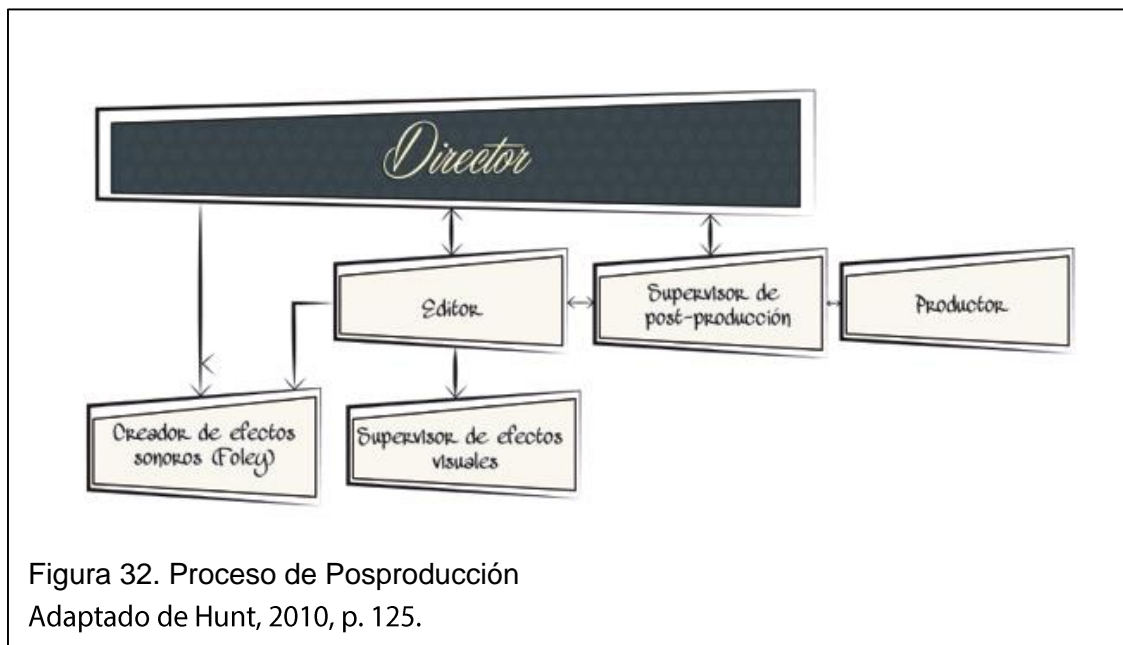 Director
Editor
Supervisor de
post-producción
Productor
Creador de efectos
sonoros (Foley)
Supervisor de efectos
visuales
Figura 32. Proceso de Posproducción
Adaptado de Hunt, 2010, p. 125.